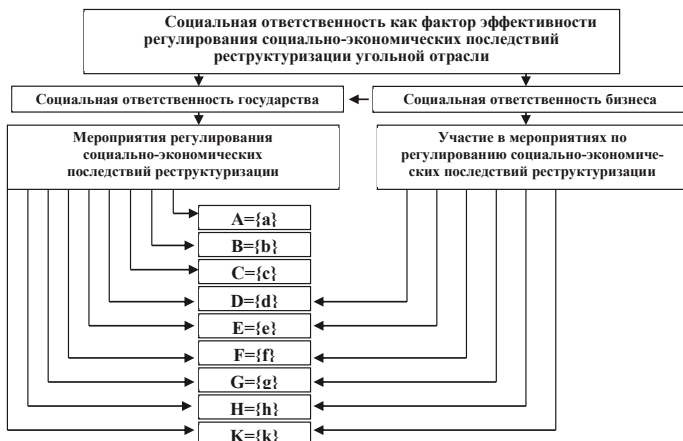 Социальная ответственность как фактор эффективности
регулирования социально-экономических последствий
реструктуризации угольной отрасли
Социальная ответственность государства
Социальная ответственность бизнеса
Мероприятия регулирования
социально-экономических
последствий реструктуризации
Участие в мероприятиях по
регулированию социально-экономиче-
ских последствий реструктуризации
A={a}
B={b}
C={c}
D={d}
E={e}
F={f}
G={g}
H={h}
K={k}